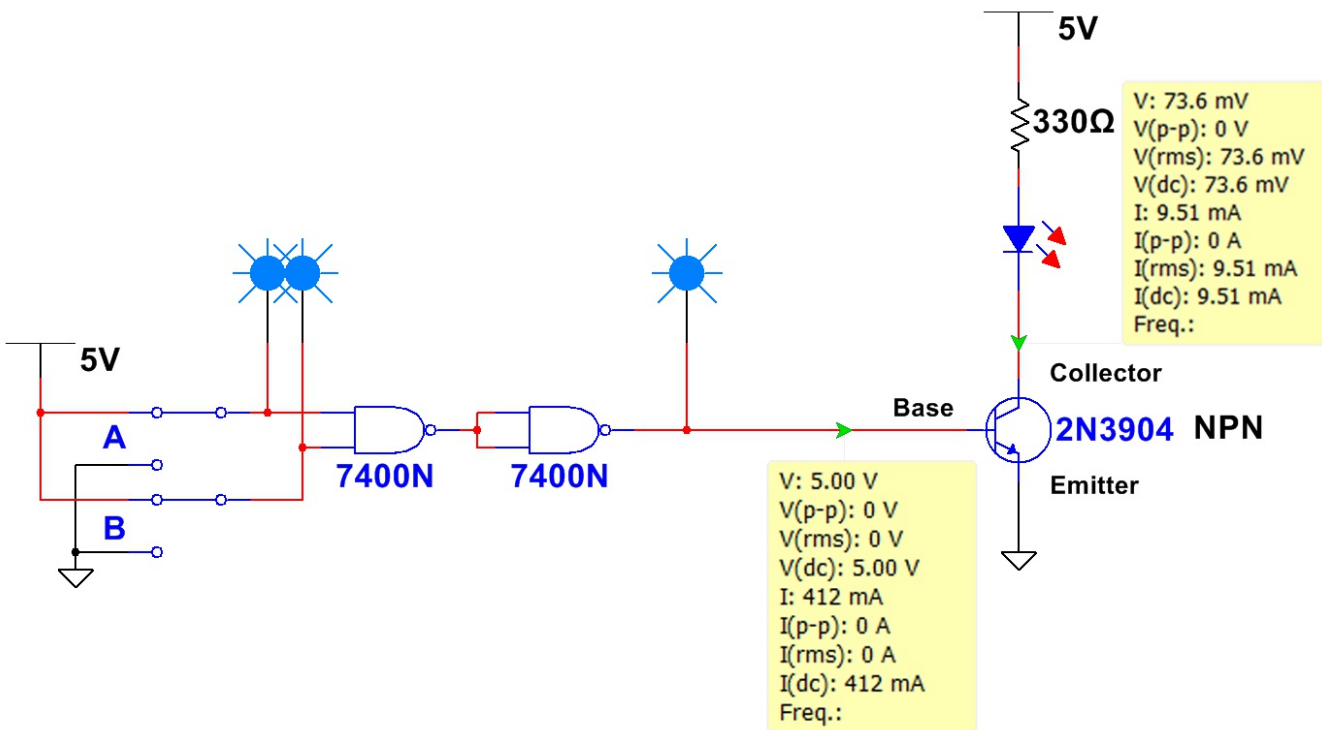 5V
330Ω
V: 73.6 mV
V(p-p): 0 V
V(rms): 73.6 mV
V(dc): 73.6 mV
I: 9.51 mA
I(p-p): 0 A
I(rms): 9.51 mA
I(dc): 9.51 mA
Freq.:
5V
A
B
7400N
7400N
Base
Collector
2N3904 NPN
Emitter
V: 5.00 V
V(p-p): 0 V
V(rms): 0 V
V(dc): 5.00 V
I: 412 mA
I(p-p): 0 A
I(rms): 0 A
I(dc): 412 mA
Freq.: